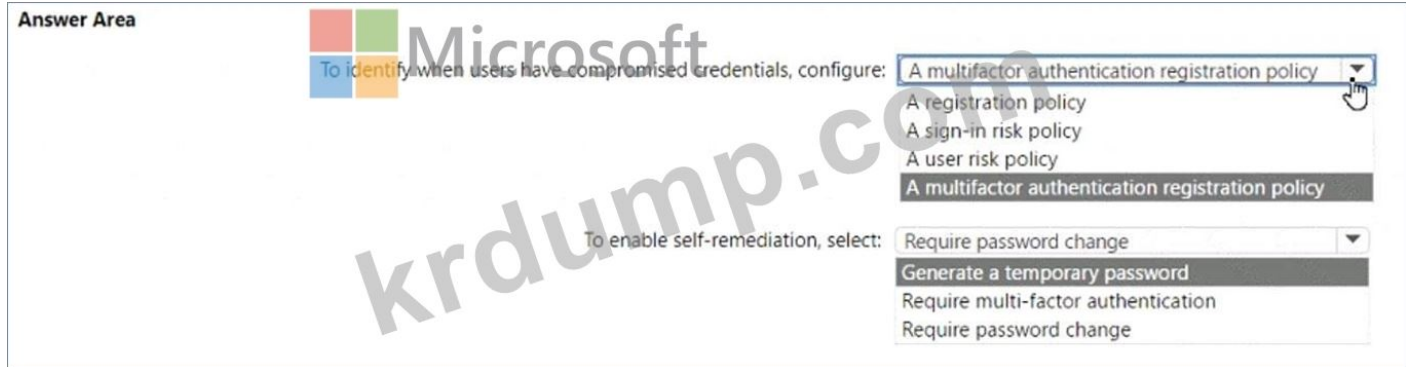 Answer Area
Microsoft
To identify when users have compromised credentials, configure: A multifactor authentication registration policy
A registration policy
A sign-in risk policy
A user risk policy
A multifactor authentication registration policy
krdump.com
To enable self-remediation, select: Require password change
Generate a temporary password
Require multi-factor authentication
Require password change